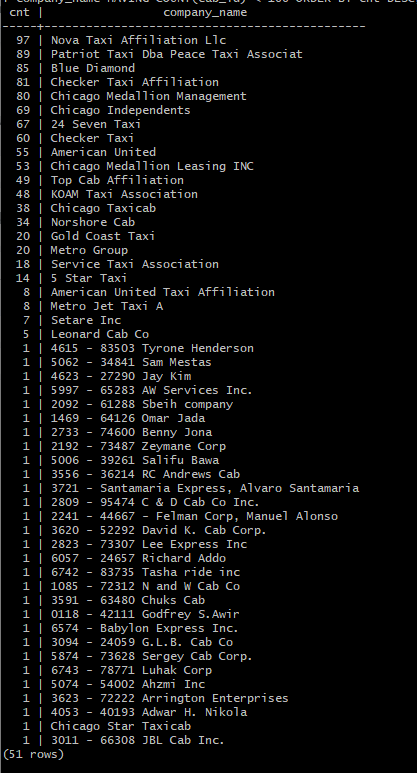 company_name HAVING COUNT(cab_id) < 100 ORDER BY cnt DESC
cnt | company_name
-----+--------------------------------------------
97 | Nova Taxi Affiliation Llc
89 | Patriot Taxi Dba Peace Taxi Associat
85 | Blue Diamond
81 | Checker Taxi Affiliation
80 | Chicago Medallion Management
69 | Chicago Independents
67 | 24 Seven Taxi
60 | Checker Taxi
55 | American United
53 | Chicago Medallion Leasing INC
49 | Top Cab Affiliation
48 | KOAM Taxi Association
38 | Chicago Taxicab
34 | Norshore Cab
20 | Gold Coast Taxi
20 | Metro Group
18 | Service Taxi Association
14 | 5 Star Taxi
8 | American United Taxi Affiliation
8 | Metro Jet Taxi A
7 | Setare Inc
5 | Leonard Cab Co
1 | 4615 - 83503 Tyrone Henderson
1 | 5062 - 34841 Sam Mestas
1 | 4623 - 27290 Jay Kim
1 | 5997 - 65283 AW Services Inc.
1 | 2092 - 61288 Sbeih company
1 | 1469 - 64126 Omar Jada
1 | 2733 - 74600 Benny Jona
1 | 2192 - 73487 Zeymane Corp
1 | 5006 - 39261 Salifu Bawa
1 | 3556 - 36214 RC Andrews Cab
1 | 3721 - Santamaria Express, Alvaro Santamaria
1 | 2809 - 95474 C & D Cab Co Inc.
1 | 2241 - 44667 - Felman Corp, Manuel Alonso
1 | 3620 - 52292 David K. Cab Corp.
1 | 2823 - 73307 Lee Express Inc
1 | 6057 - 24657 Richard Addo
1 | 6742 - 83735 Tasha ride inc
1 | 1085 - 72312 N and W Cab Co
1 | 3591 - 63480 Chuks Cab
1 | 0118 - 42111 Godfrey S.Awir
1 | 6574 - Babylon Express Inc.
1 | 3094 - 24059 G.L.B. Cab Co
1 | 5874 - 73628 Sergey Cab Corp.
1 | 6743 - 78771 Luhak Corp
1 | 5074 - 54002 Ahzmi Inc
1 | 3623 - 72222 Arrington Enterprises
1 | 4053 - 40193 Adwar H. Nikola
1 | Chicago Star Taxicab
1 | 3011 - 66308 JBL Cab Inc.
(51 rows)